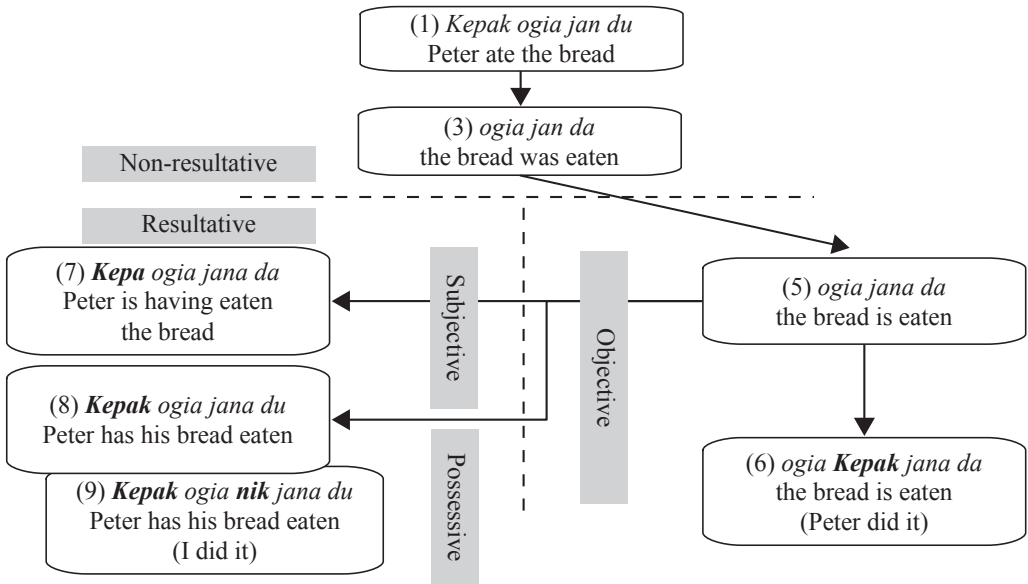 (1) Kepak ogia jan du
Peter ate the bread
(3) ogia jan da
the bread was eaten
Non-resultative
Resultative
(7) Kepa ogia jana da
Peter is having eaten
the bread
Subjective
Objective
(5) ogia jana da
the bread is eaten
(8) Kepak ogia jana du
Peter has his bread eaten
(9) Kepak ogia nik jana du
Peter has his bread eaten
(I did it)
Possessive
(6) ogia Kepak jana da
the bread is eaten
(Peter did it)